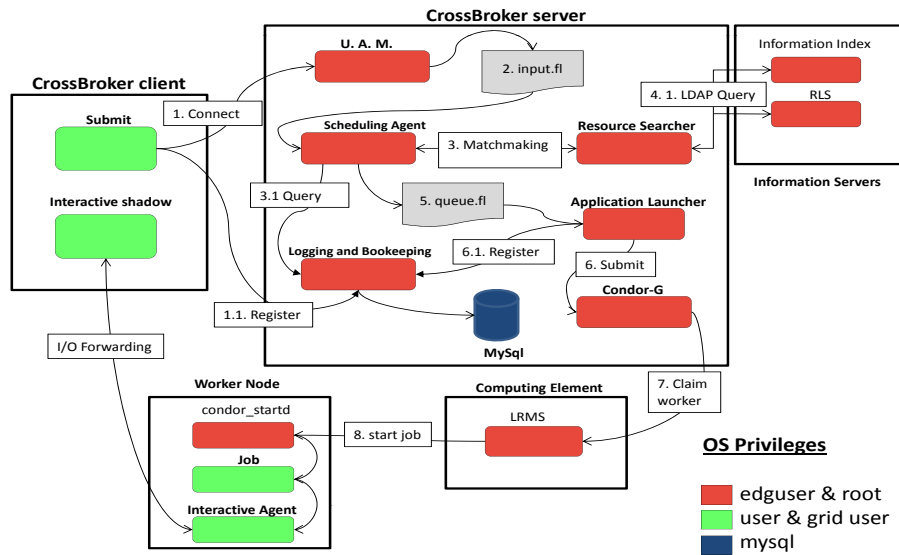 CrossBroker server
U. A. M.
2. input.fl
Information Index
CrossBroker client
1. Connect
4. 1. LDAP Query
RLS
Submit
Scheduling Agent
3. Matchmaking
Resource Searcher
Information Servers
3.1 Query
Interactive shadow
5. queue.fl
Application Launcher
Logging and Bookeeping
6.1. Register
6. Submit
Condor-G
1.1. Register
MySql
I/O Forwarding
Worker Node
Computing Element
7. Claim
worker
condor_startd
LRMS
8. start job
Job
Interactive Agent
OS Privileges
edguser & root
user & grid user
mysql